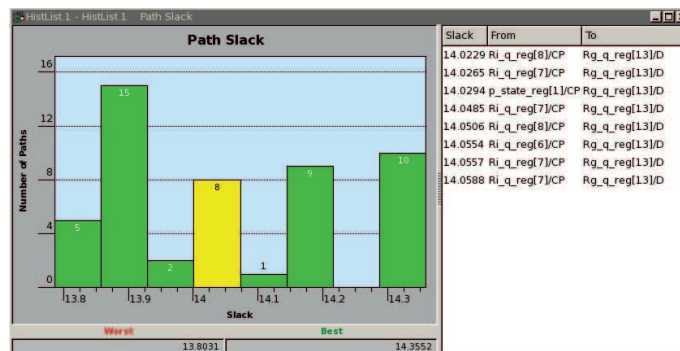 HistList.1 - HistList.1 Path Slack
Path Slack
Number of Paths
16
12
8
4
0
5
15
2
8
1
9
10
13.8
13.9
14
14.1
14.2
14.3
Slack
Worst
Best
13.8031
14.3552
Slack From To
14.0229 Ri_q_reg[8]/CP Rg_q_reg[13]/D
14.0265 Ri_q_reg[7]/CP Rg_q_reg[13]/D
14.0294 p_state_reg[1]/CP Rg_q_reg[13]/D
14.0485 Ri_q_reg[7]/CP Rg_q_reg[13]/D
14.0506 Ri_q_reg[8]/CP Rg_q_reg[13]/D
14.0554 Ri_q_reg[6]/CP Rg_q_reg[13]/D
14.0557 Ri_q_reg[7]/CP Rg_q_reg[13]/D
14.0588 Ri_q_reg[7]/CP Rg_q_reg[13]/D